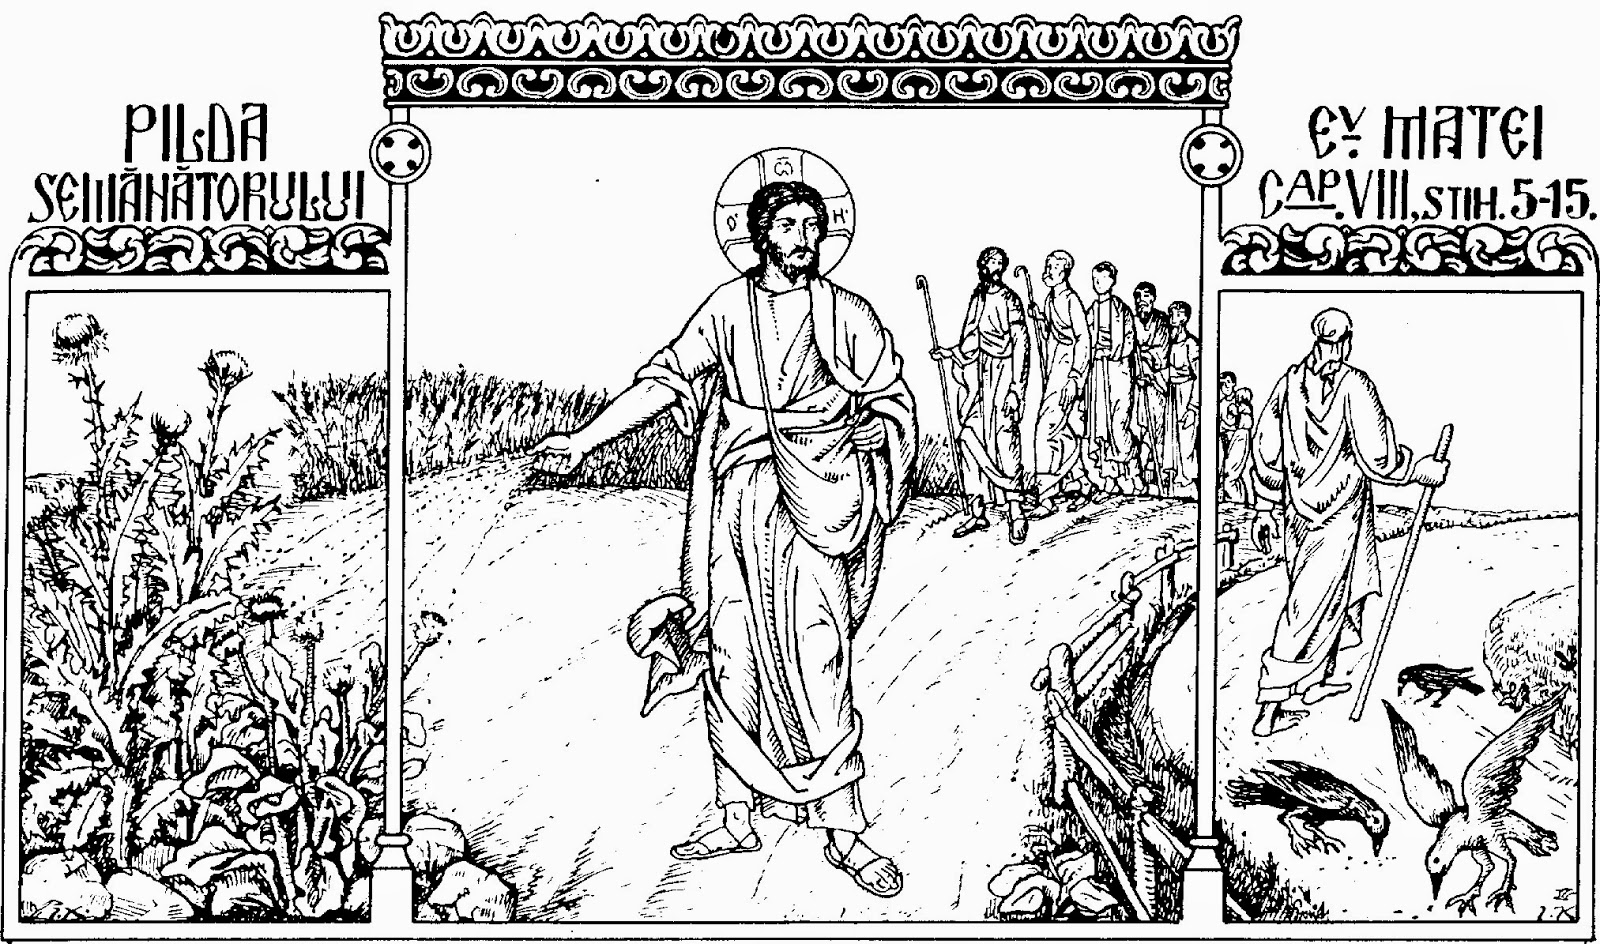 PILDA
SEMĂNĂTORULUI
EV. MATEI
CAP. VIII, STIH. 5-15.
Ѿ
Ο' Η'